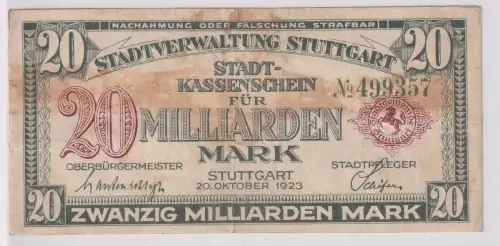 NACHAHMUNG ODER FÄLSCHUNG STRAFBAR
20 20
STADTVERWALTUNG STUTTGART
STADT-
KASSENSCHEIN
FÜR
№ 499357
20 MILLIARDEN
MARK
OBERBÜRGERMEISTER
STADTPFLEGER
STUTTGART
20. OKTOBER 1923
20 ZWANZIG MILLIARDEN MARK 20